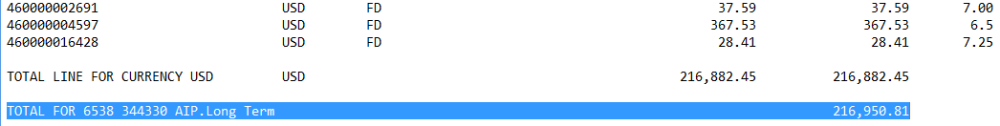 460000002691 USD FD 37.59 37.59 7.00
460000004597 USD FD 367.53 367.53 6.5
460000016428 USD FD 28.41 28.41 7.25
TOTAL LINE FOR CURRENCY USD USD 216,882.45 216,882.45
TOTAL FOR 6538 344330 AIP.Long Term 216,950.81